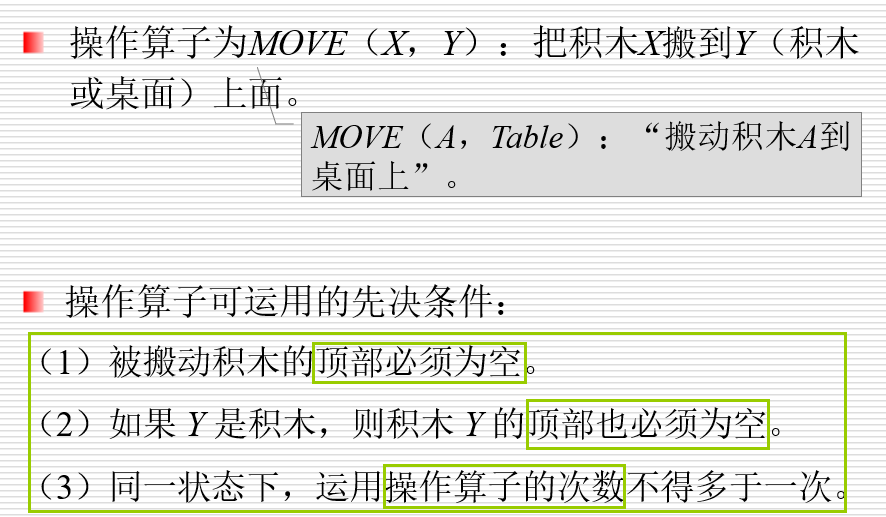 操作算子为MOVE（X，Y）：把积木X搬到Y（积木
或桌面）上面。
MOVE（A，Table）：“搬动积木A到
桌面上”。
操作算子可运用的先决条件：
（1）被搬动积木的顶部必须为空。
（2）如果 Y 是积木，则积木 Y 的顶部也必须为空。
（3）同一状态下，运用操作算子的次数不得多于一次。